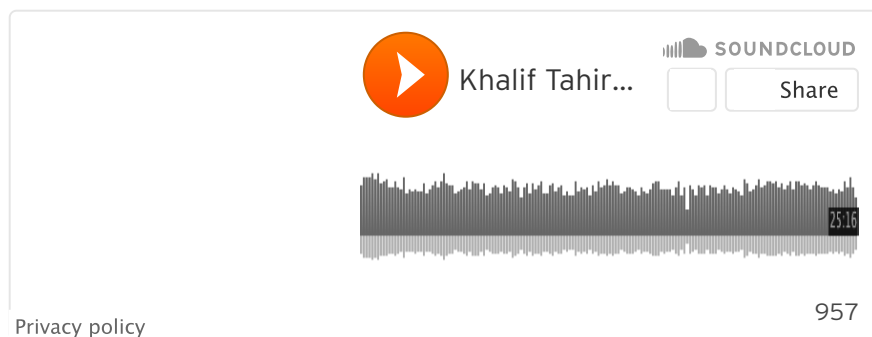 SOUNDCLOUD
Khalif Tahir...
Share
25:16
957
Privacy policy